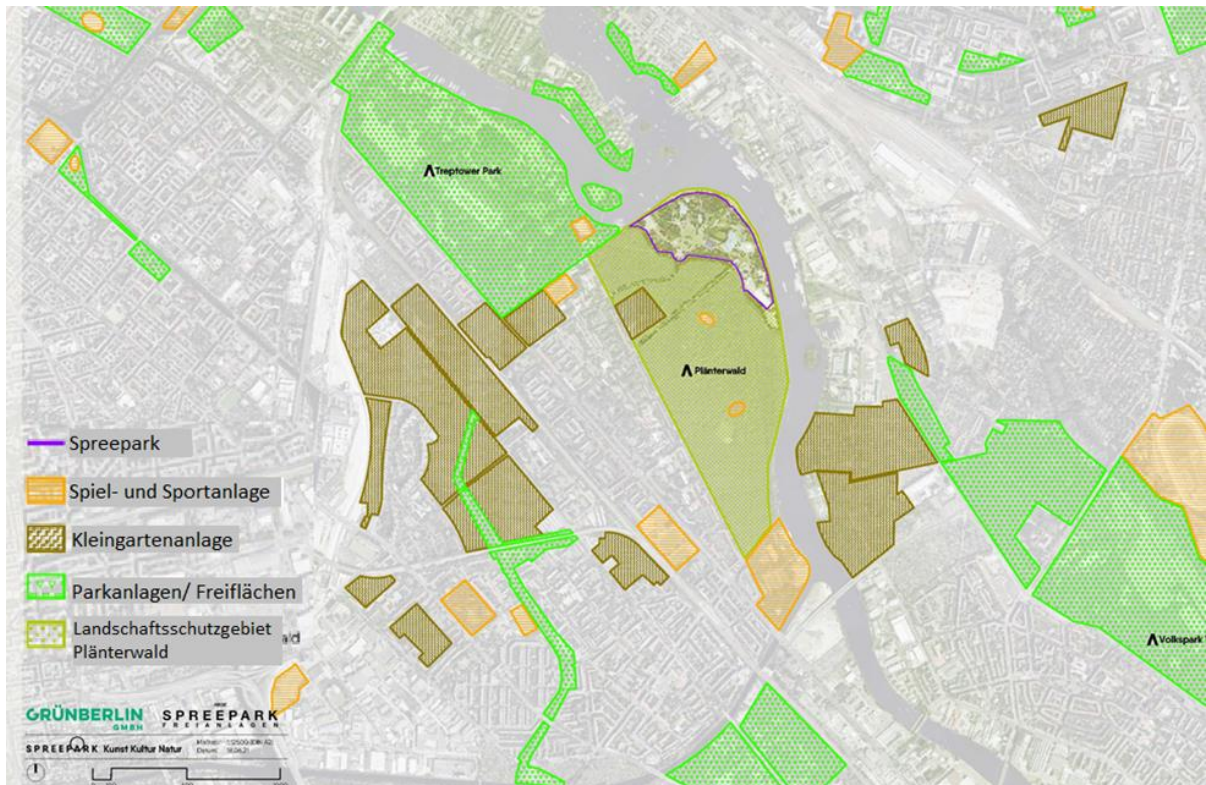 Treptower Park
Plänterwald
Spreepark
Spiel- und Sportanlage
Kleingartenanlage
Parkanlagen/ Freiflächen
Landschaftsschutzgebiet
Plänterwald
ald
Volkspark
GRÜNBERLIN
GMBH
SPREEPARK
FREIANLAGEN
SPREEPARK Kunst Kultur Natur